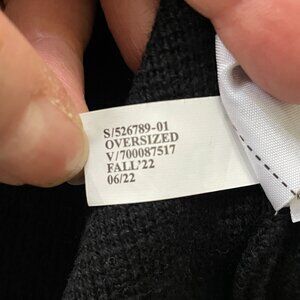 S/526789-01
OVERSIZED
V/700087517
FALL'22
06/22